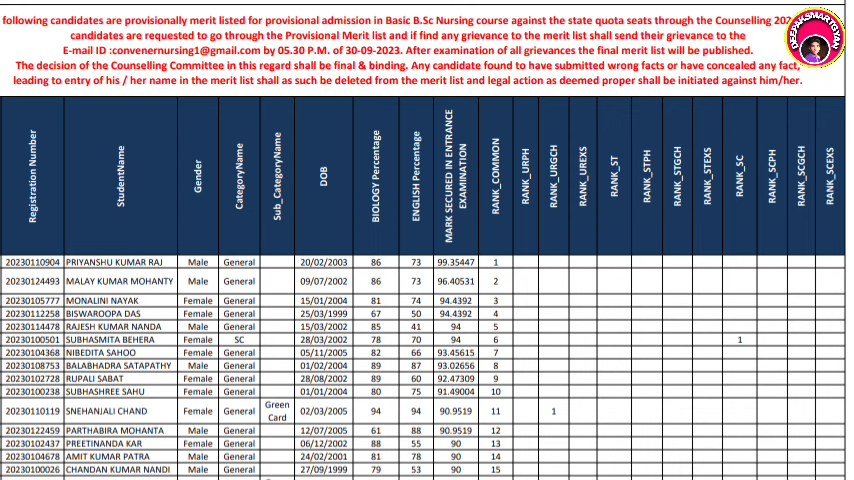 following candidates are provisionally merit listed for provisional admission in Basic B.Sc Nursing course against the state quota seats through the Counselling
candidates are requested to go through the Provisional Merit list and if find any grievance to the merit list shall send their grievance to the
E-mail ID :convenernursing1@gmail.com by 05.30 P.M. of 30-09-2023. After examination of all grievances the final merit list will be published.
The decision of the Counselling Committee in this regard shall be final & binding. Any candidate found to have submitted wrong facts or have concealed any fact,
leading to entry of his / her name in the merit list shall as such be deleted from the merit list and legal action as deemed proper shall be initiated against him/her.
DEEPAKSMARTGYAN
Registration Number StudentName Gender CategoryName Sub_CategoryName DOB BIOLOGY Percentage ENGLISH Percentage MARK SECURED IN ENTRANCE EXAMINATION RANK_COMMON RANK_URPH RANK_URGCH RANK_UREXS RANK_ST RANK_STPH RANK_STGCH RANK_STEXS RANK_SC RANK_SCPH RANK_SCGCH RANK_SCEXS
20230110904 PRIYANSHU KUMAR RAJ Male General 20/02/2003 86 73 99.35447 1
20230124493 MALAY KUMAR MOHANTY Male General 09/07/2002 86 73 96.40531 2
20230105777 MONALINI NAYAK Female General 15/01/2004 81 74 94.4392 3
20230112258 BISWAROOPA DAS Female General 25/03/1999 67 50 94.4392 4
20230114478 RAJESH KUMAR NANDA Male General 15/03/2002 85 41 94 5
20230100501 SUBHASMITA BEHERA Female SC 28/03/2002 78 70 94 6 1
20230104368 NIBEDITA SAHOO Female General 05/11/2005 82 66 93.45615 7
20230108753 BALABHADRA SATAPATHY Male General 01/02/2004 89 87 93.02656 8
20230102728 RUPALI SABAT Female General 28/08/2002 89 60 92.47309 9
20230100238 SUBHASHREE SAHU Female General 01/01/2004 80 75 91.49004 10
20230110119 SNEHANJALI CHAND Female General Green Card 02/03/2005 94 94 90.9519 11 1
20230122459 PARTHABIRA MOHANTA Male General 12/07/2005 61 88 90.9519 12
20230102437 PREETINANDA KAR Female General 06/12/2002 88 55 90 13
20230104678 AMIT KUMAR PATRA Male General 24/02/2001 81 78 90 14
20230100026 CHANDAN KUMAR NANDI Male General 27/09/1999 79 53 90 15